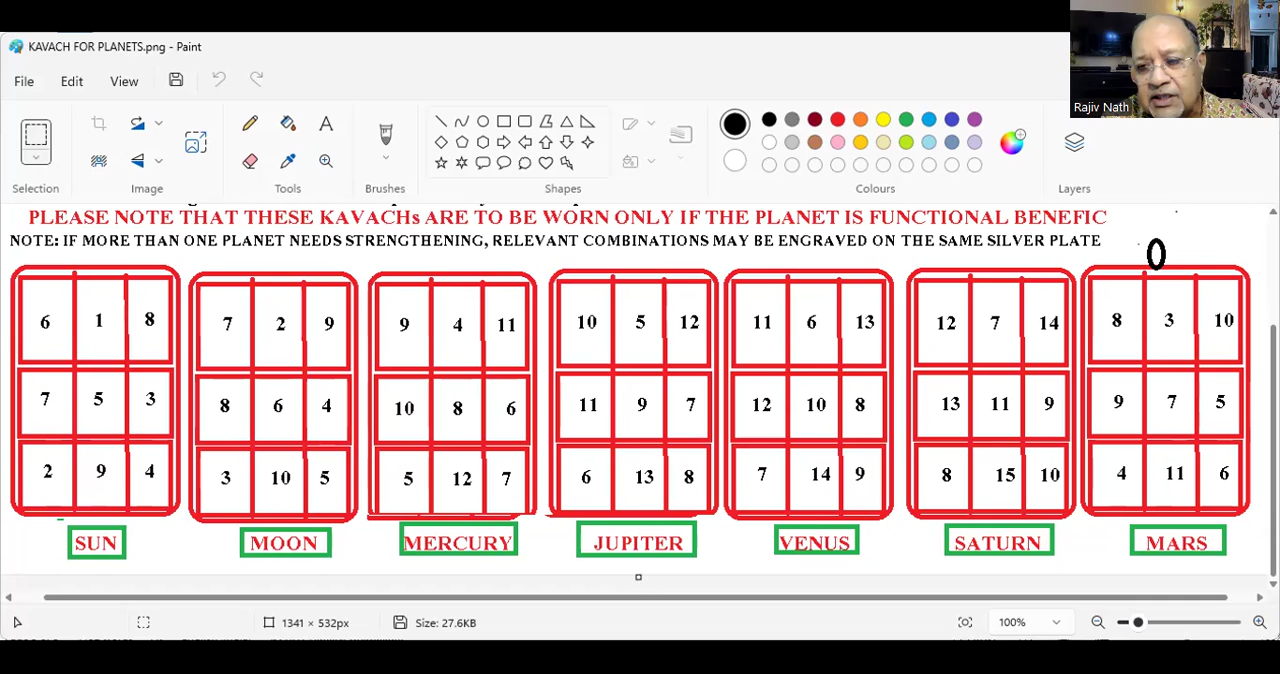 KAVACH FOR PLANETS.png - Paint
File Edit View
Rajiv Nath
Selection Image Tools Brushes Shapes Colours Layers
PLEASE NOTE THAT THESE KAVACHs ARE TO BE WORN ONLY IF THE PLANET IS FUNCTIONAL BENEFIC
NOTE: IF MORE THAN ONE PLANET NEEDS STRENGTHENING, RELEVANT COMBINATIONS MAY BE ENGRAVED ON THE SAME SILVER PLATE
0
6 1 8 7 2 9 9 4 11 10 5 12 11 6 13 12 7 14 8 3 10
7 5 3 8 6 4 10 8 6 11 9 7 12 10 8 13 11 9 9 7 5
2 9 4 3 10 5 5 12 7 6 13 8 7 14 9 8 15 10 4 11 6
SUN MOON MERCURY JUPITER VENUS SATURN MARS
1341 × 532px Size: 27.6KB 100%